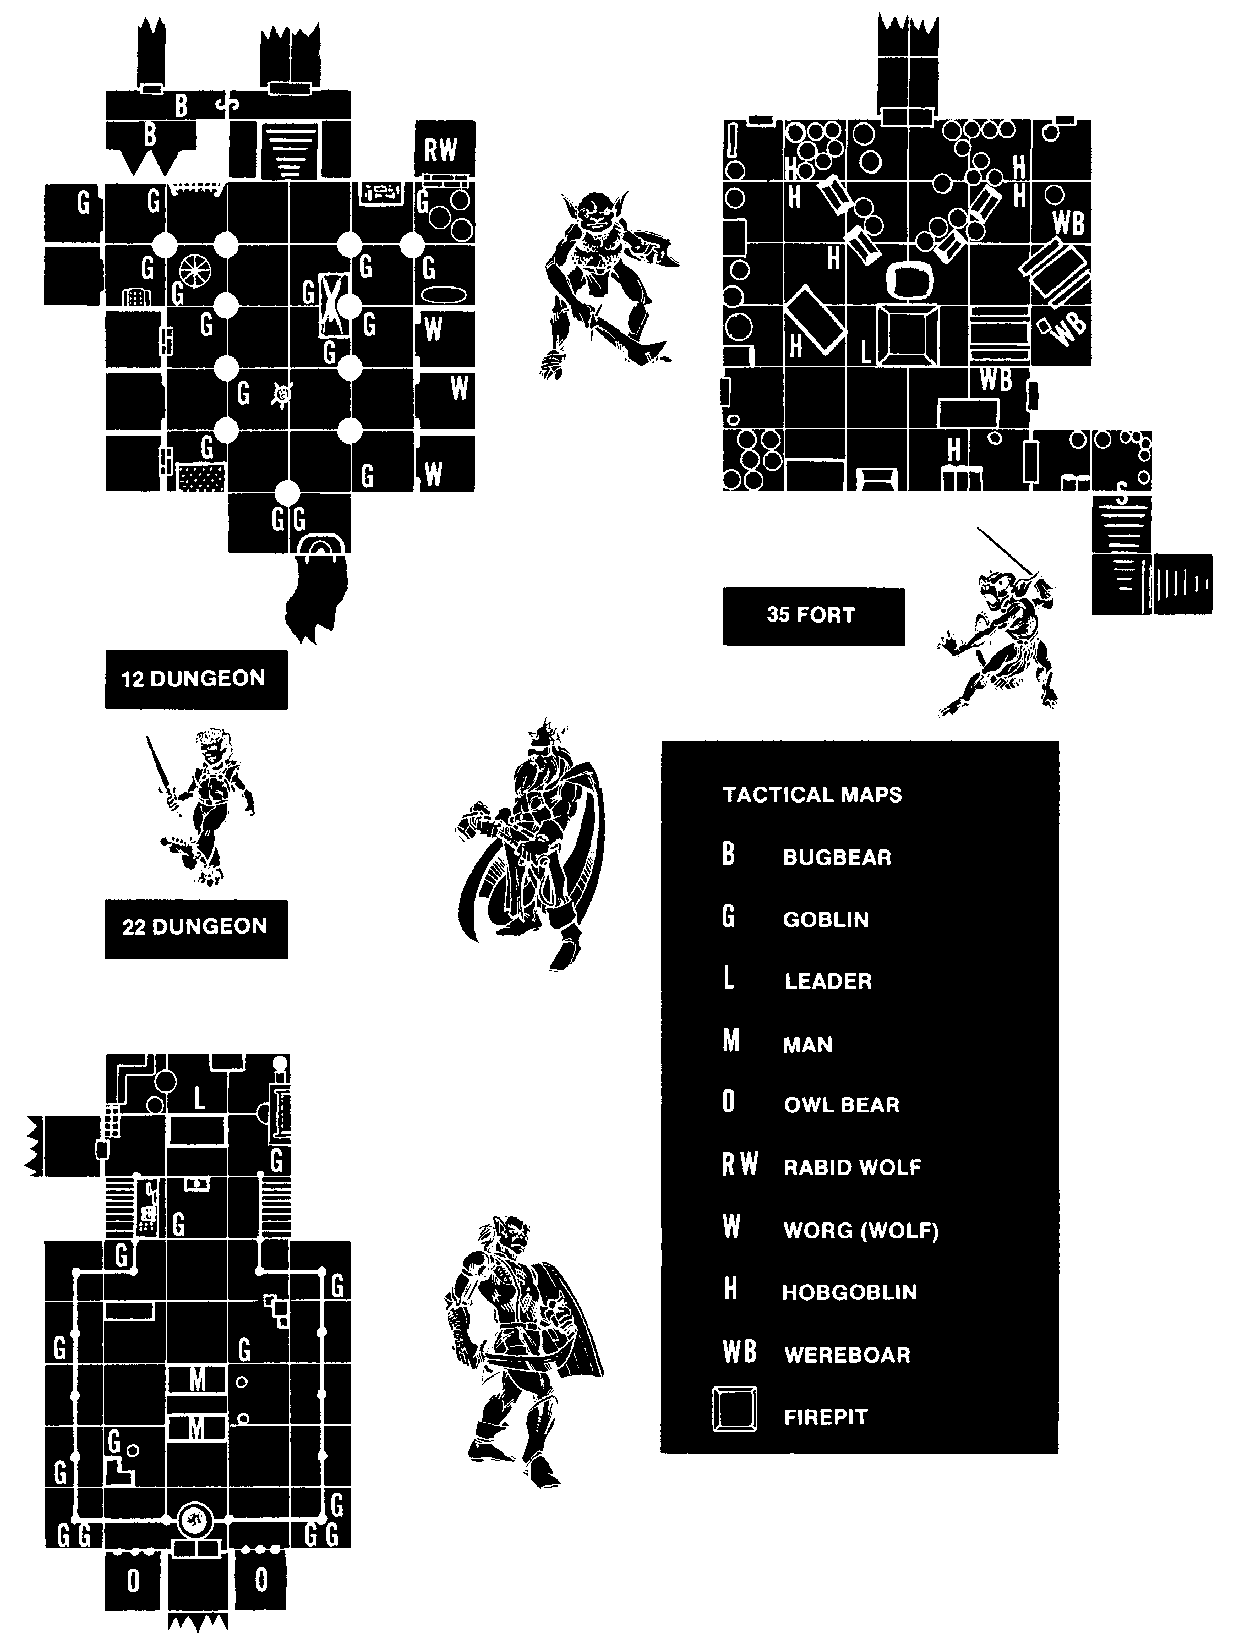 B
S
B
RW
G
G
G
G
G
G
G
G
G
G
W
G
G
W
G
G
W
G G
12 DUNGEON
H
H
H
H
WB
H
WB
H
L
WB
H
S
35 FORT
22 DUNGEON
L
G
G
G
G
G
G
M
M
G
G
G
G G
G G
O
O
TACTICAL MAPS
B BUGBEAR
G GOBLIN
L LEADER
M MAN
O OWL BEAR
RW RABID WOLF
W WORG (WOLF)
H HOBGOBLIN
WB WEREBOAR
FIREPIT